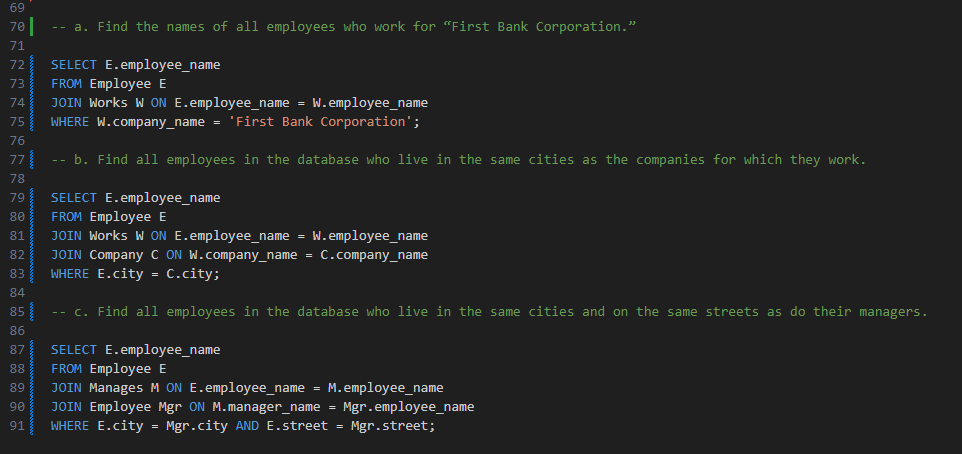 69
70 -- a. Find the names of all employees who work for “First Bank Corporation.”
71
72 SELECT E.employee_name
73 FROM Employee E
74 JOIN Works W ON E.employee_name = W.employee_name
75 WHERE W.company_name = 'First Bank Corporation';
76
77 -- b. Find all employees in the database who live in the same cities as the companies for which they work.
78
79 SELECT E.employee_name
80 FROM Employee E
81 JOIN Works W ON E.employee_name = W.employee_name
82 JOIN Company C ON W.company_name = C.company_name
83 WHERE E.city = C.city;
84
85 -- c. Find all employees in the database who live in the same cities and on the same streets as do their managers.
86
87 SELECT E.employee_name
88 FROM Employee E
89 JOIN Manages M ON E.employee_name = M.employee_name
90 JOIN Employee Mgr ON M.manager_name = Mgr.employee_name
91 WHERE E.city = Mgr.city AND E.street = Mgr.street;